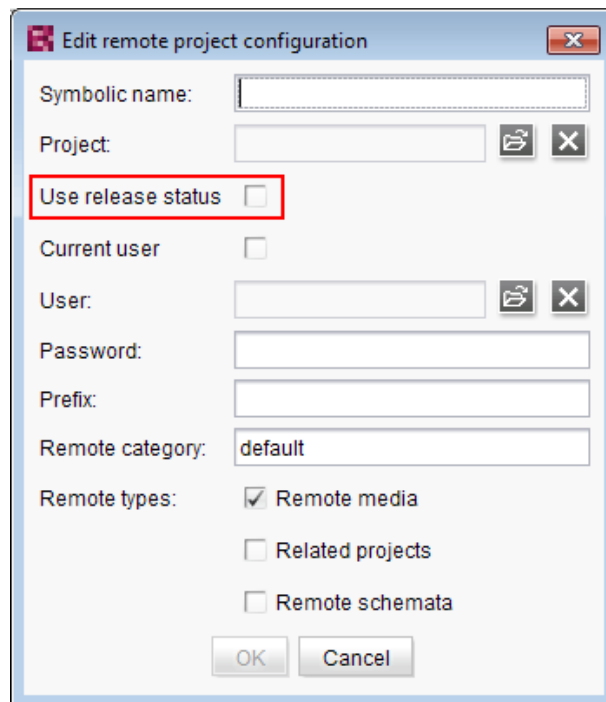 Edit remote project configuration
Symbolic name:
Project:
Use release status
Current user
User:
Password:
Prefix:
Remote category: default
Remote types: Remote media
Related projects
Remote schemata
OK Cancel